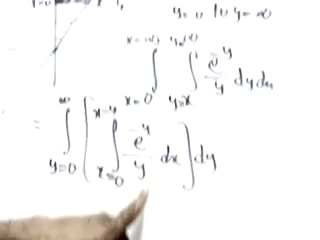 y=0 to y=∞
x=∞ y=∞
∫ ∫ e^-y/y dy dx
x=0 y=x
= ∞ ∫ y=0 [ x=y ∫ x=0 e^-y/y dx ] dy